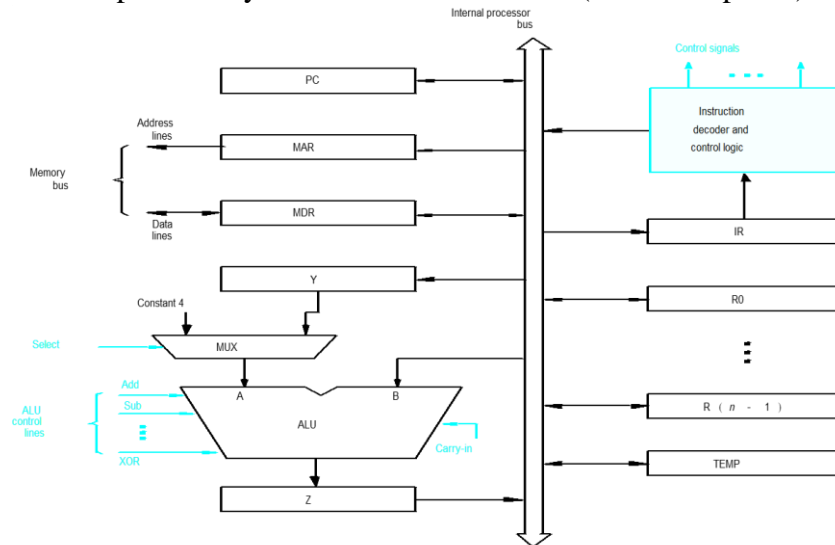 Internal processor
bus
Control signals
PC
Instruction
decoder and
control logic
Address
lines
MAR
Memory
bus
MDR
Data
lines
IR
Y
Constant 4
R0
Select
MUX
Add
A
B
Sub
R ( n - 1 )
ALU
control
lines
ALU
Carry-in
XOR
TEMP
Z